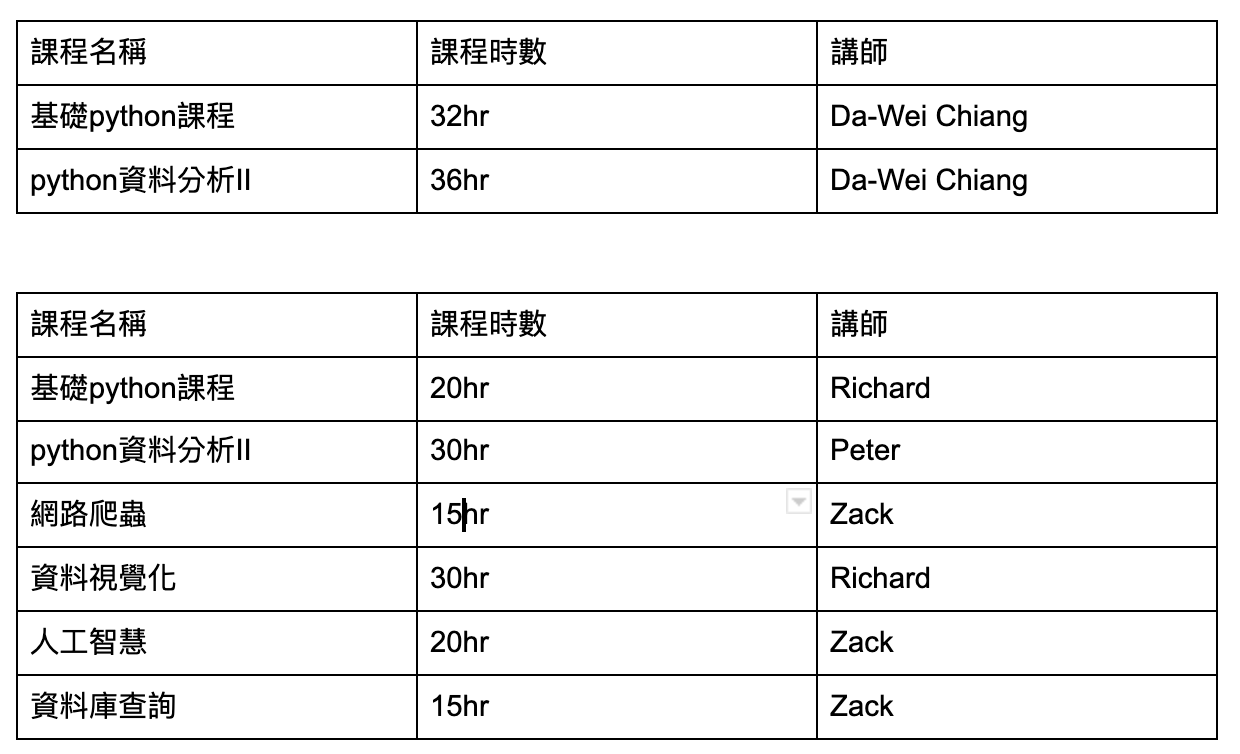 課程名稱 課程時數 講師
基礎python課程 32hr Da-Wei Chiang
python資料分析II 36hr Da-Wei Chiang
課程名稱 課程時數 講師
基礎python課程 20hr Richard
python資料分析II 30hr Peter
網路爬蟲 15hr Zack
資料視覺化 30hr Richard
人工智慧 20hr Zack
資料庫查詢 15hr Zack